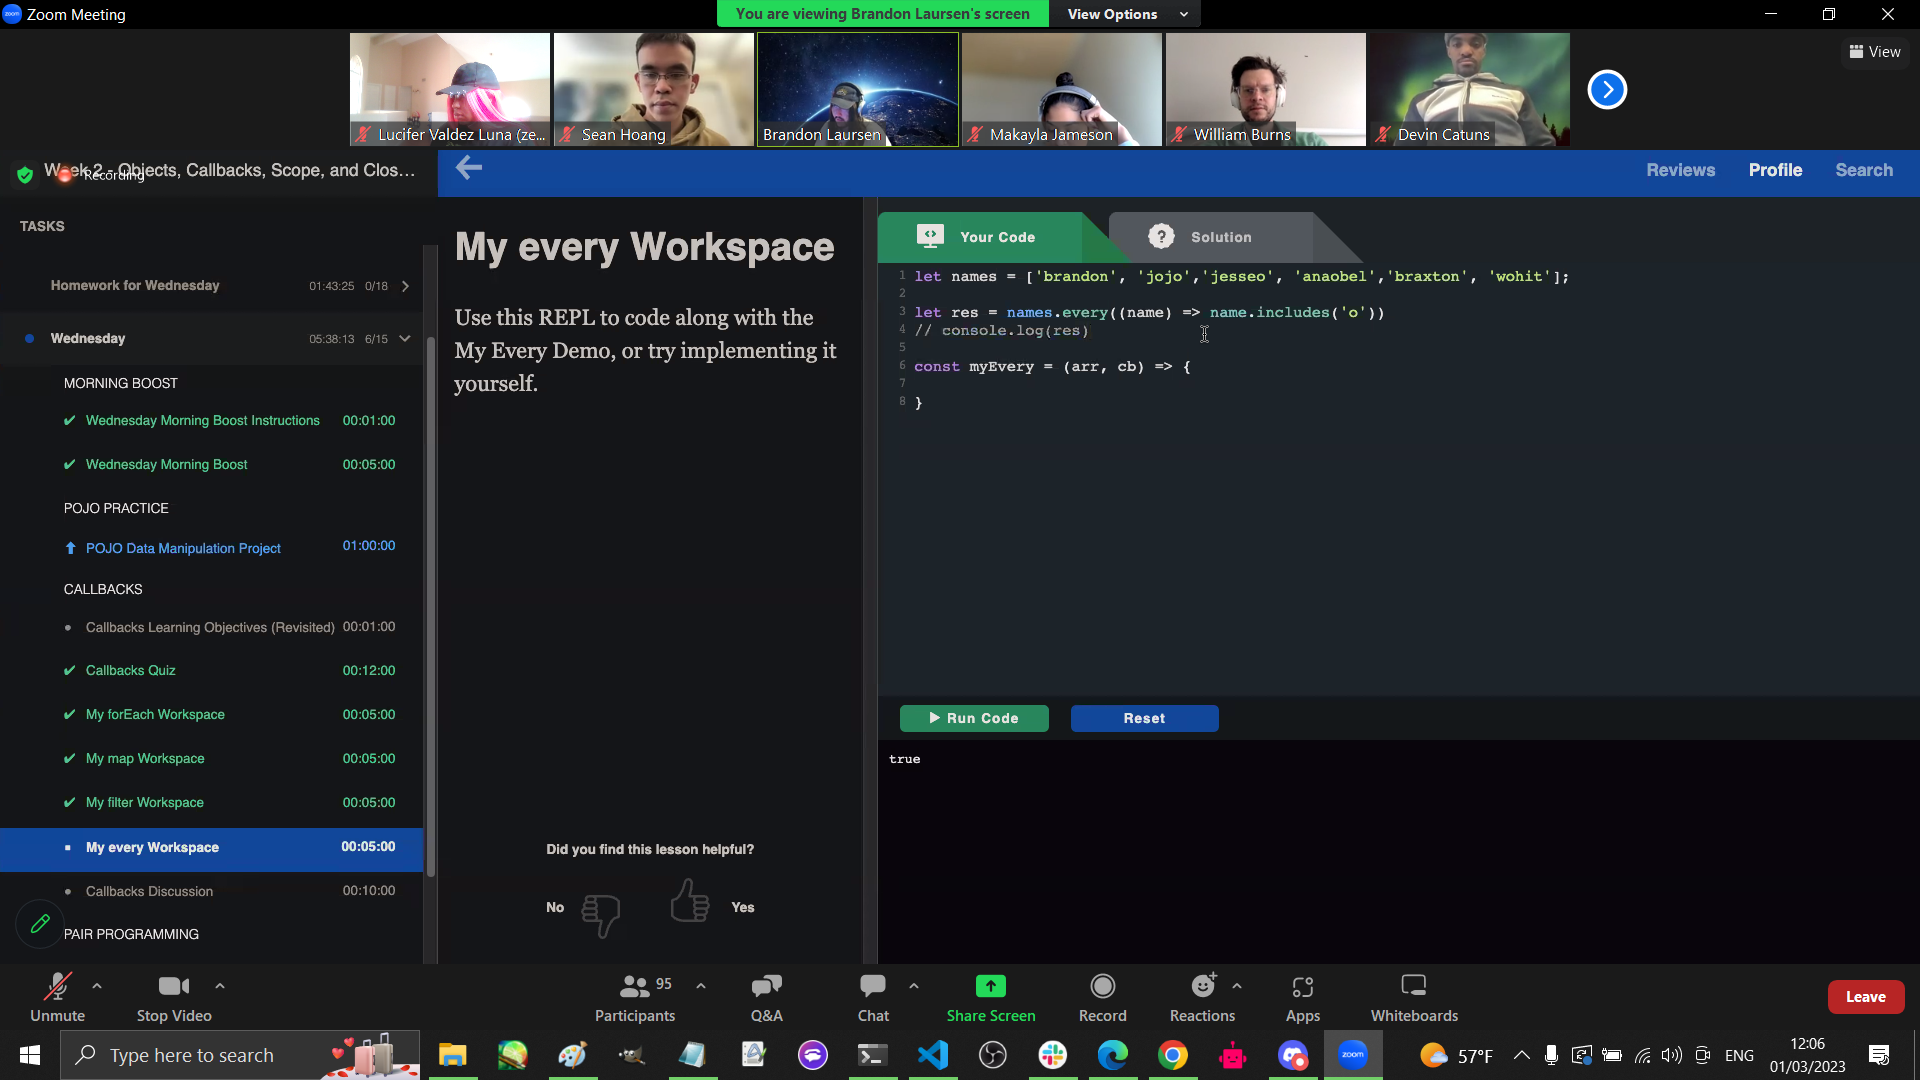 Zoom Meeting
You are viewing Brandon Laursen's screen
View Options
View
Lucifer Valdez Luna (ze...
Sean Hoang
Brandon Laursen
Makayla Jameson
William Burns
Devin Catuns
Week 2 - Objects, Callbacks, Scope, and Clos...
Recording
Reviews
Profile
Search
TASKS
Homework for Wednesday 01:43:25 0/18
Wednesday 05:38:13 6/15
MORNING BOOST
Wednesday Morning Boost Instructions 00:01:00
Wednesday Morning Boost 00:05:00
POJO PRACTICE
POJO Data Manipulation Project 01:00:00
CALLBACKS
Callbacks Learning Objectives (Revisited) 00:01:00
Callbacks Quiz 00:12:00
My forEach Workspace 00:05:00
My map Workspace 00:05:00
My filter Workspace 00:05:00
My every Workspace 00:05:00
Callbacks Discussion 00:10:00
PAIR PROGRAMMING
My every Workspace
Use this REPL to code along with the
My Every Demo, or try implementing it
yourself.
Did you find this lesson helpful?
No
Yes
Your Code
Solution
1 let names = ['brandon', 'jojo','jesseo', 'anaobel','braxton', 'wohit'];
2
3 let res = names.every((name) => name.includes('o'))
4 // console.log(res)
5
6 const myEvery = (arr, cb) => {
7
8 }
Run Code
Reset
true
Unmute
Stop Video
95
Participants
Q&A
Chat
Share Screen
Record
Reactions
Apps
Whiteboards
Leave
Type here to search
zoom
57°F
ENG
12:06
01/03/2023